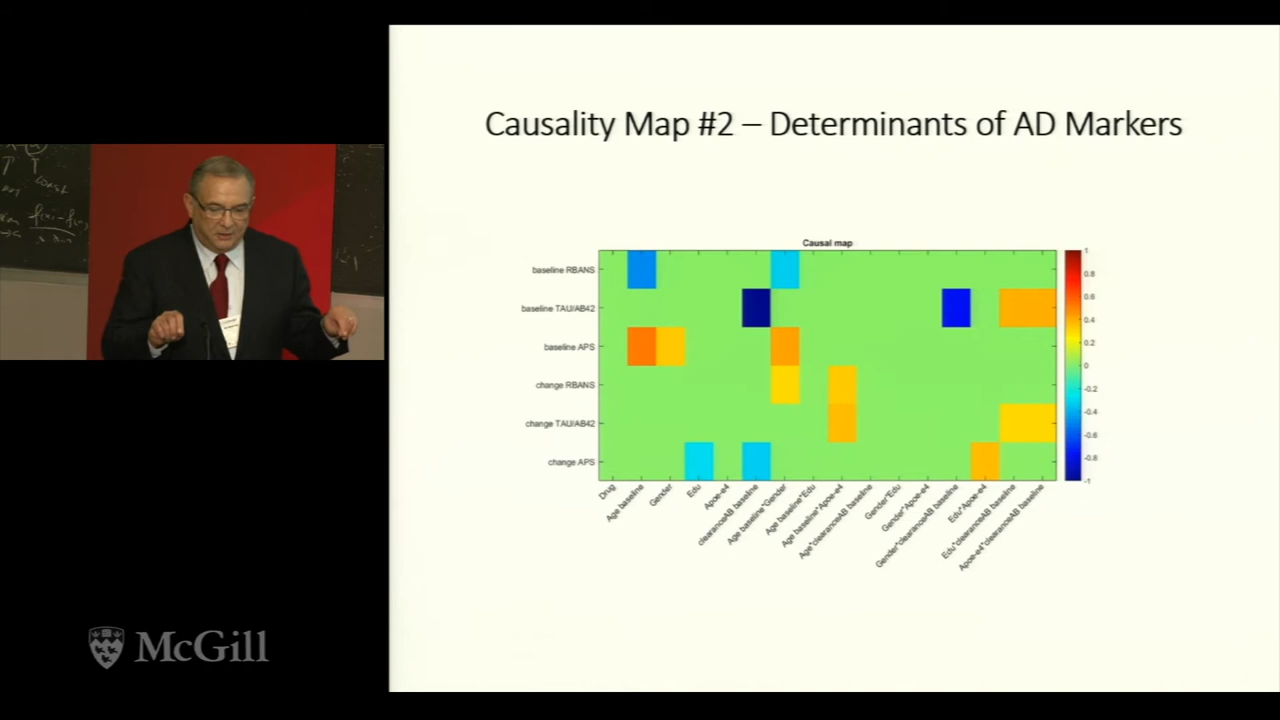 Causality Map #2 – Determinants of AD Markers
Causal map
baseline RBANS
baseline TAU/AB42
baseline APS
change RBANS
change TAU/AB42
change APS
1
0.8
0.6
0.4
0.2
0
-0.2
-0.4
-0.6
-0.8
-1
Drug
Age baseline
Gender
Edu
Apoe-e4
clearanceAB baseline
Age baseline*Gender
Age baseline*Edu
Age baseline*Apoe-e4
Age*clearanceAB baseline
Gender*Edu
Gender*Apoe-e4
Gender*clearanceAB baseline
Edu*Apoe-e4
Edu*clearanceAB baseline
Apoe-e4*clearanceAB baseline
McGill